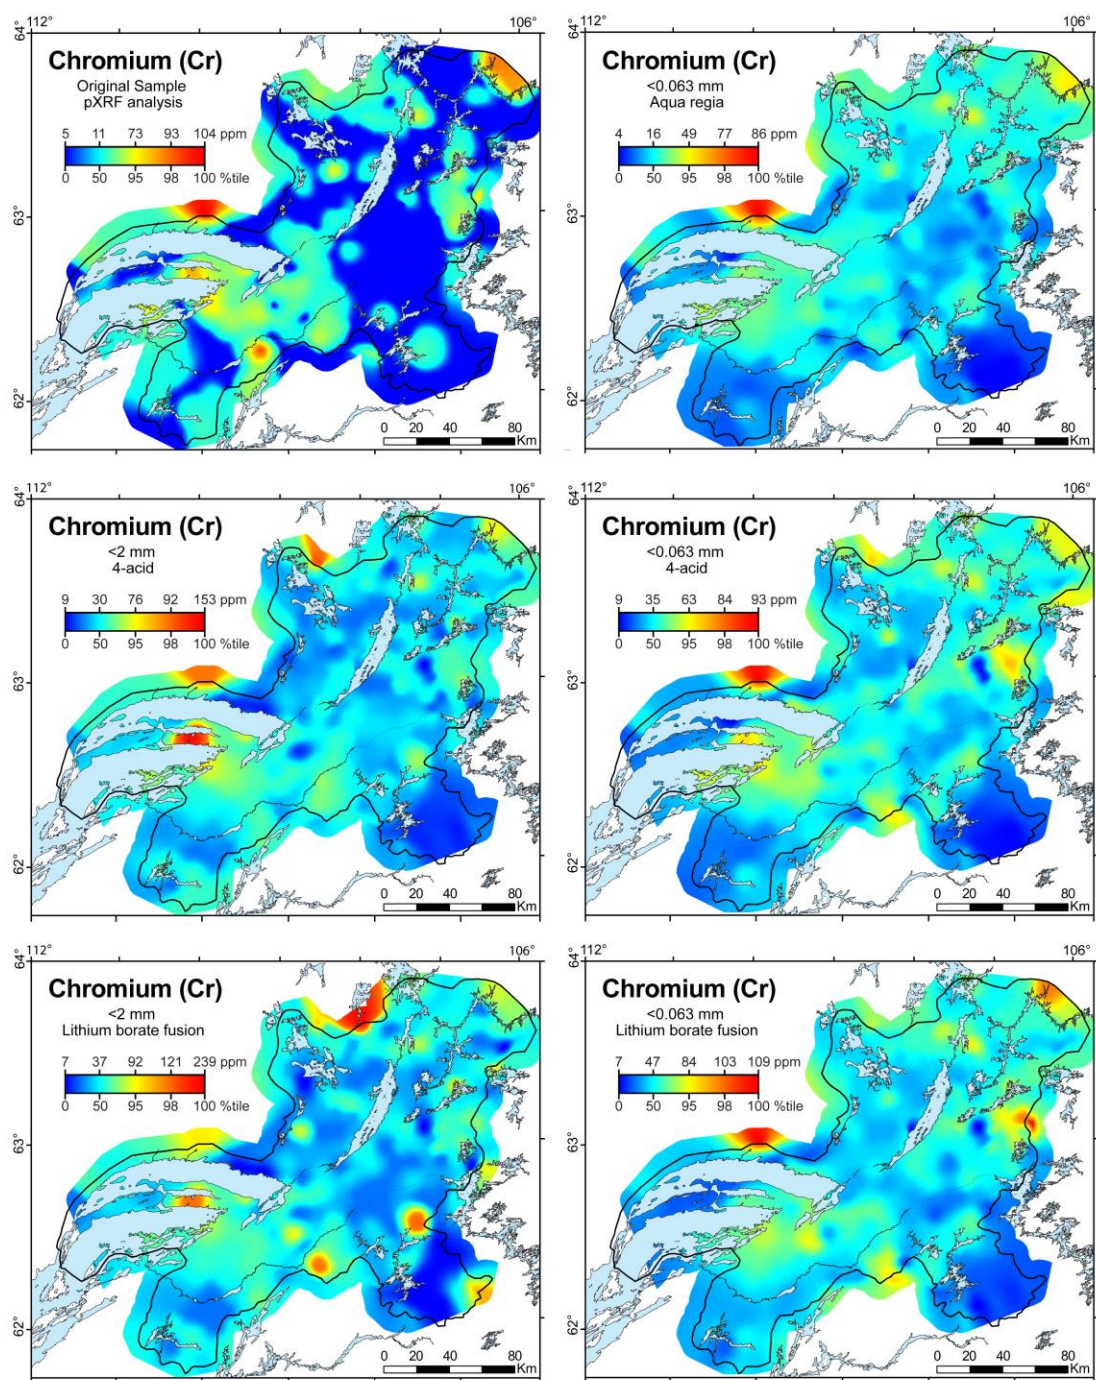 112° 106°
64°
Chromium (Cr)
Original Sample
pXRF analysis
5 11 73 93 104 ppm
0 50 95 98 100 %tile
63°
62°
0 20 40 80
Km
112° 106°
64°
Chromium (Cr)
<0.063 mm
Aqua regia
4 16 49 77 86 ppm
0 50 95 98 100 %tile
63°
62°
0 20 40 80
Km
112° 106°
64°
Chromium (Cr)
<2 mm
4-acid
9 30 76 92 153 ppm
0 50 95 98 100 %tile
63°
62°
0 20 40 80
Km
112° 106°
64°
Chromium (Cr)
<0.063 mm
4-acid
9 35 63 84 93 ppm
0 50 95 98 100 %tile
63°
62°
0 20 40 80
Km
112° 106°
64°
Chromium (Cr)
<2 mm
Lithium borate fusion
7 37 92 121 239 ppm
0 50 95 98 100 %tile
63°
62°
0 20 40 80
Km
112° 106°
64°
Chromium (Cr)
<0.063 mm
Lithium borate fusion
7 47 84 103 109 ppm
0 50 95 98 100 %tile
63°
62°
0 20 40 80
Km